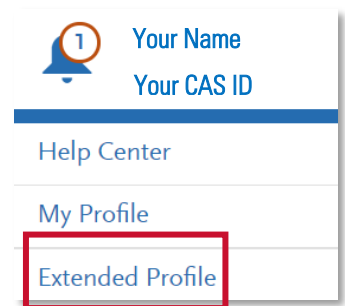 1
Your Name
Your CAS ID
Help Center
My Profile
Extended Profile